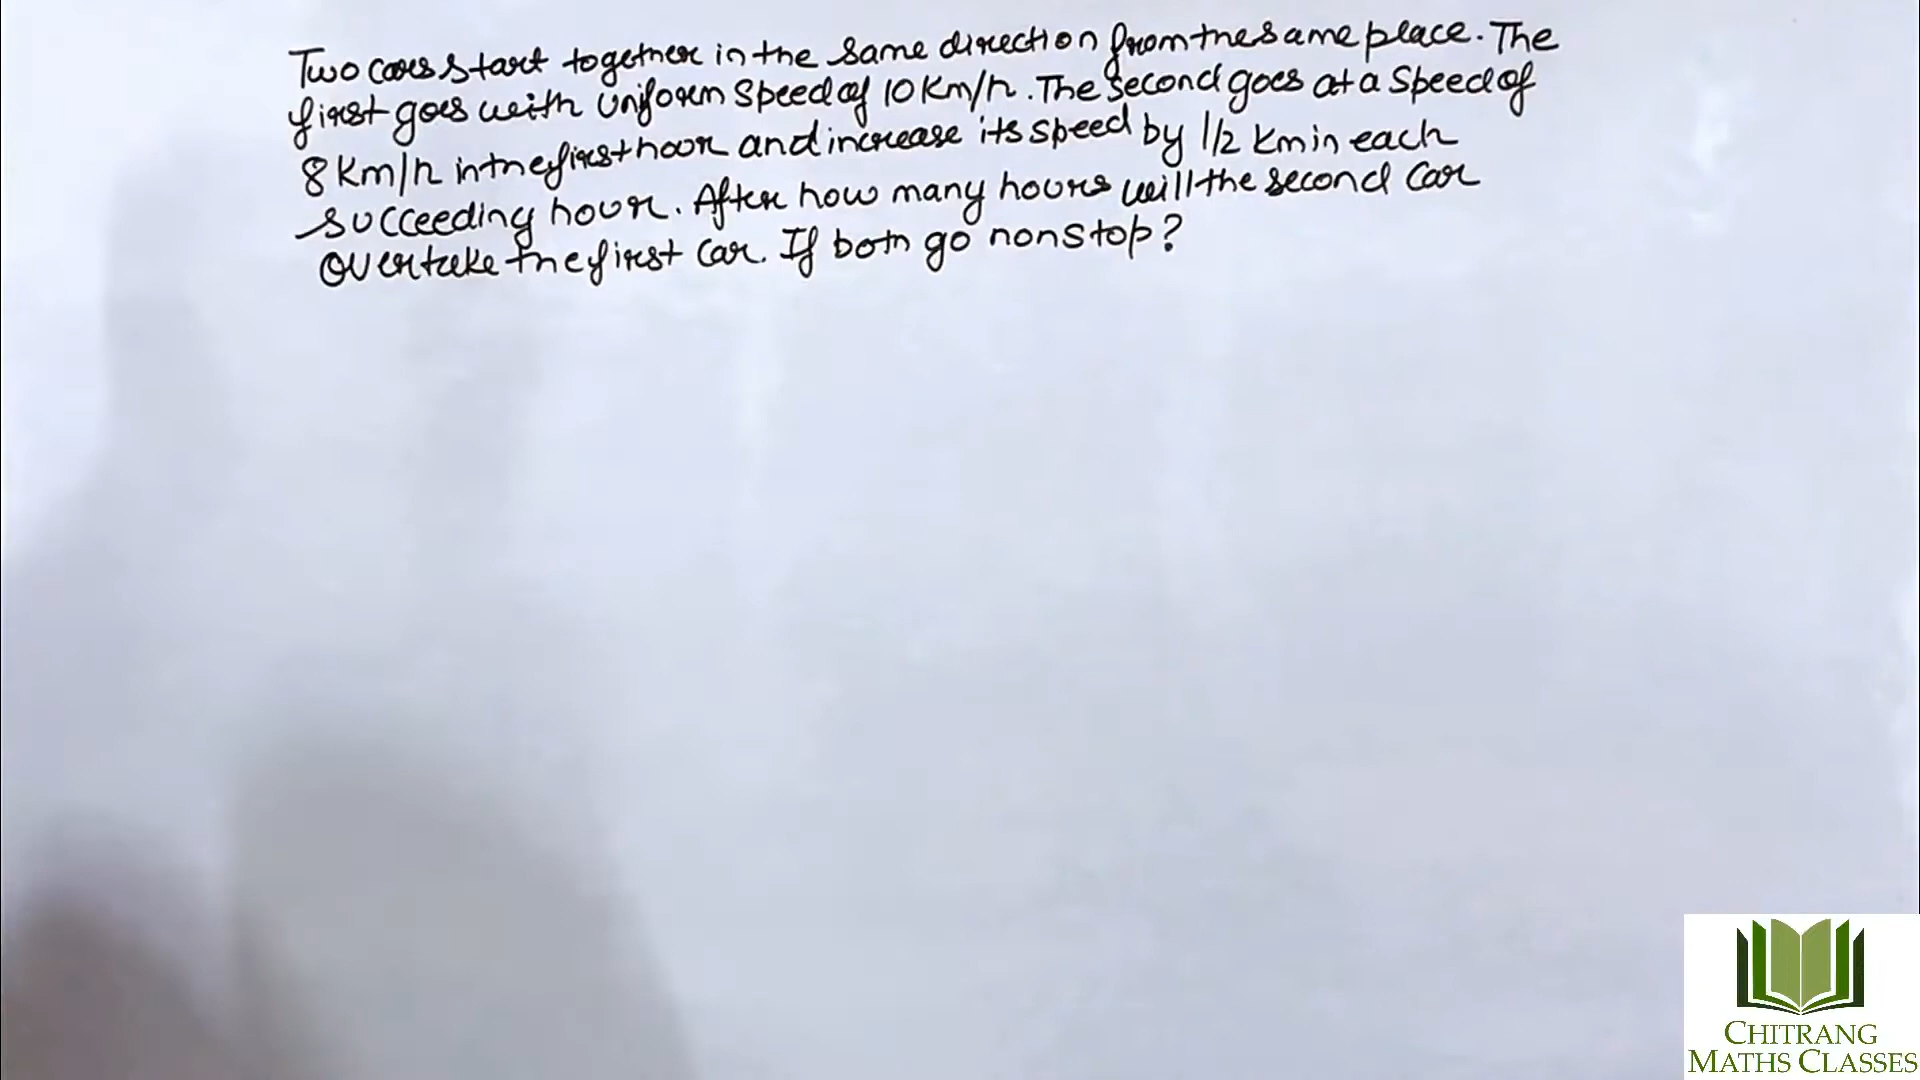 Two cars start together in the same direction from the same place. The
first goes with uniform speed of 10 Km/h. The second goes at a speed of
8 Km/h in the first hour and increase its speed by 1/2 Km in each
succeeding hour. After how many hours will the second car
overtake the first car. If both go nonstop?
CHITRANG
MATHS CLASSES